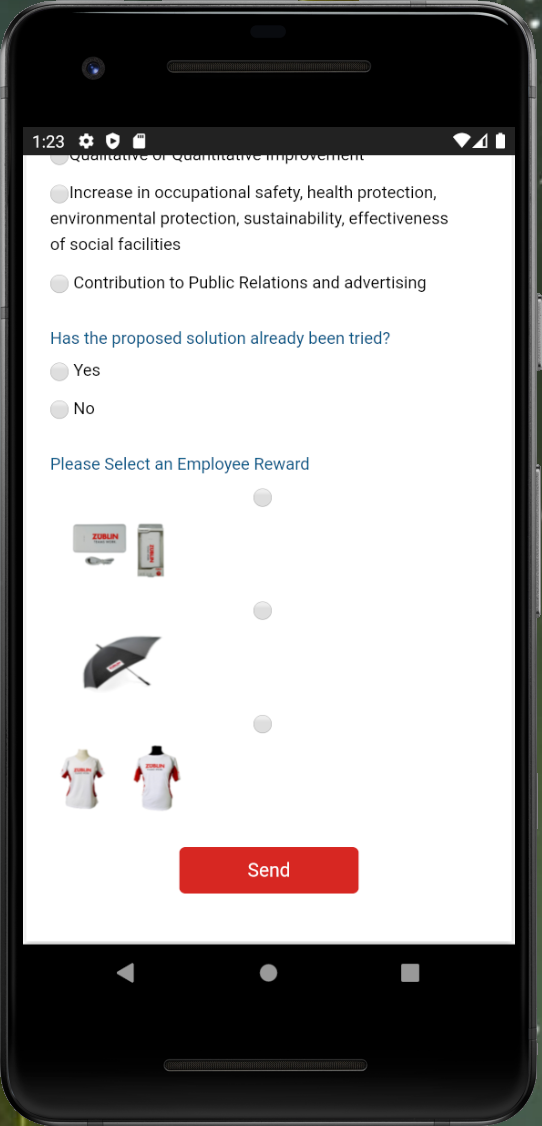 1:23
Qualitative or Quantitative Improvement
Increase in occupational safety, health protection,
environmental protection, sustainability, effectiveness
of social facilities
Contribution to Public Relations and advertising
Has the proposed solution already been tried?
Yes
No
Please Select an Employee Reward
ZÜBLIN
ZÜBLIN
ZÜBLIN
ZÜBLIN
Send